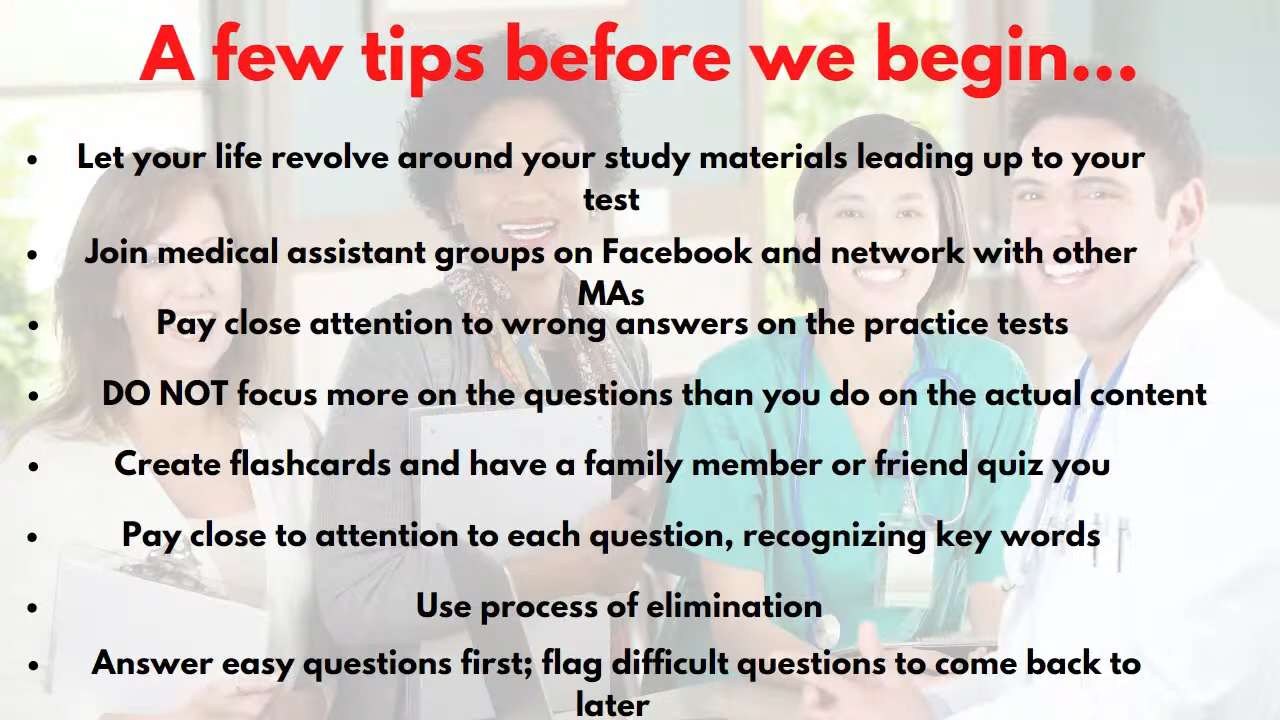 A few tips before we begin...
• Let your life revolve around your study materials leading up to your
test
• Join medical assistant groups on Facebook and network with other
MAs
• Pay close attention to wrong answers on the practice tests
• DO NOT focus more on the questions than you do on the actual content
• Create flashcards and have a family member or friend quiz you
• Pay close to attention to each question, recognizing key words
• Use process of elimination
• Answer easy questions first; flag difficult questions to come back to
later